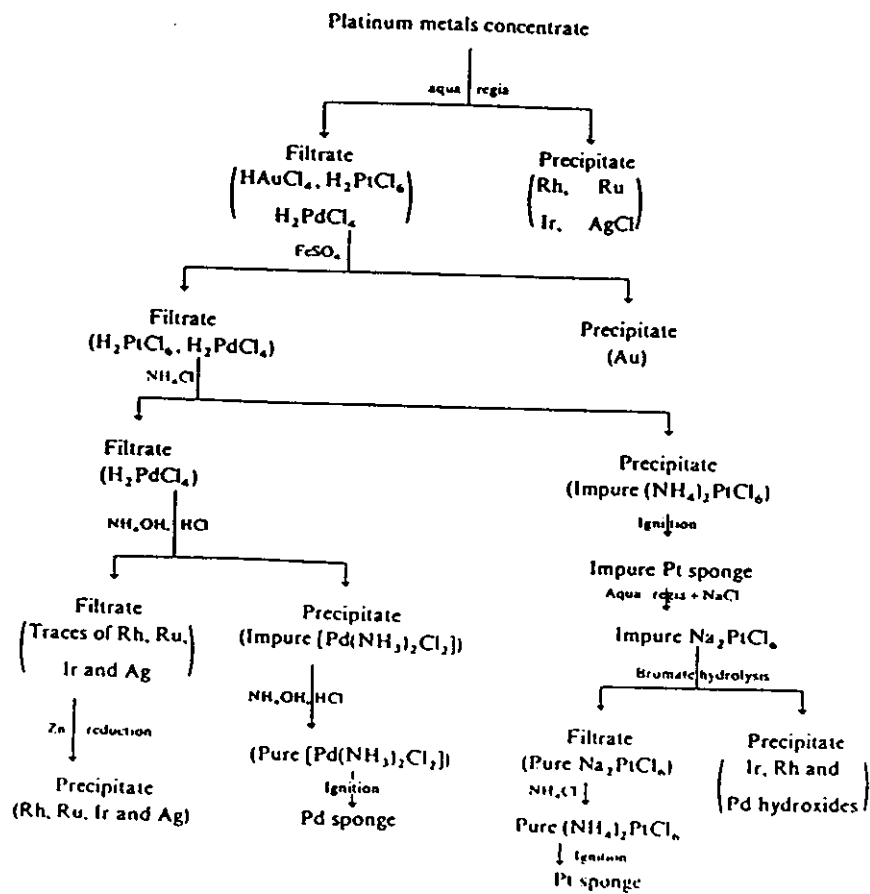 Platinum metals concentrate
aqua regia
Filtrate
(HAuCl₄, H₂PtCl₆
H₂PdCl₄)
Precipitate
(Rh, Ru
Ir, AgCl)
FeSO₄
Filtrate
(H₂PtCl₆, H₂PdCl₄)
Precipitate
(Au)
NH₄Cl
Filtrate
(H₂PdCl₄)
Precipitate
(Impure (NH₄)₂PtCl₆)
NH₄OH, HCl
Ignition
Impure Pt sponge
Aqua regia + NaCl
Filtrate
(Traces of Rh, Ru,
Ir and Ag)
Precipitate
(Impure [Pd(NH₃)₂Cl₂])
Impure Na₂PtCl₆
Bromate hydrolysis
Zn reduction
NH₄OH, HCl
Filtrate
(Pure Na₂PtCl₆)
Precipitate
(Ir, Rh and
Pd hydroxides)
Precipitate
(Rh, Ru, Ir and Ag)
(Pure [Pd(NH₃)₂Cl₂])
Ignition
Pd sponge
NH₄Cl
Pure (NH₄)₂PtCl₆
Ignition
Pt sponge